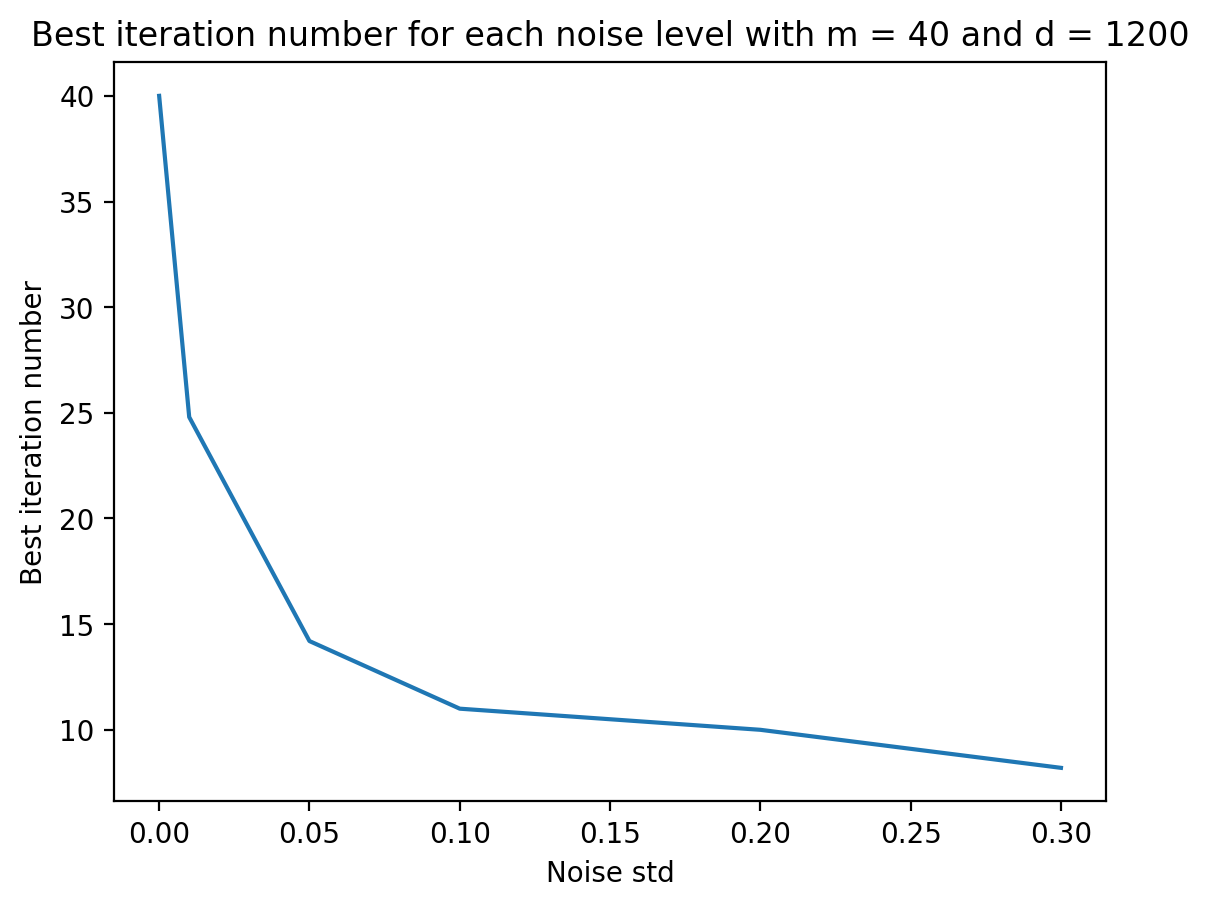 Best iteration number for each noise level with m = 40 and d = 1200
40
35
30
25
20
15
10
Best iteration number
0.00 0.05 0.10 0.15 0.20 0.25 0.30
Noise std